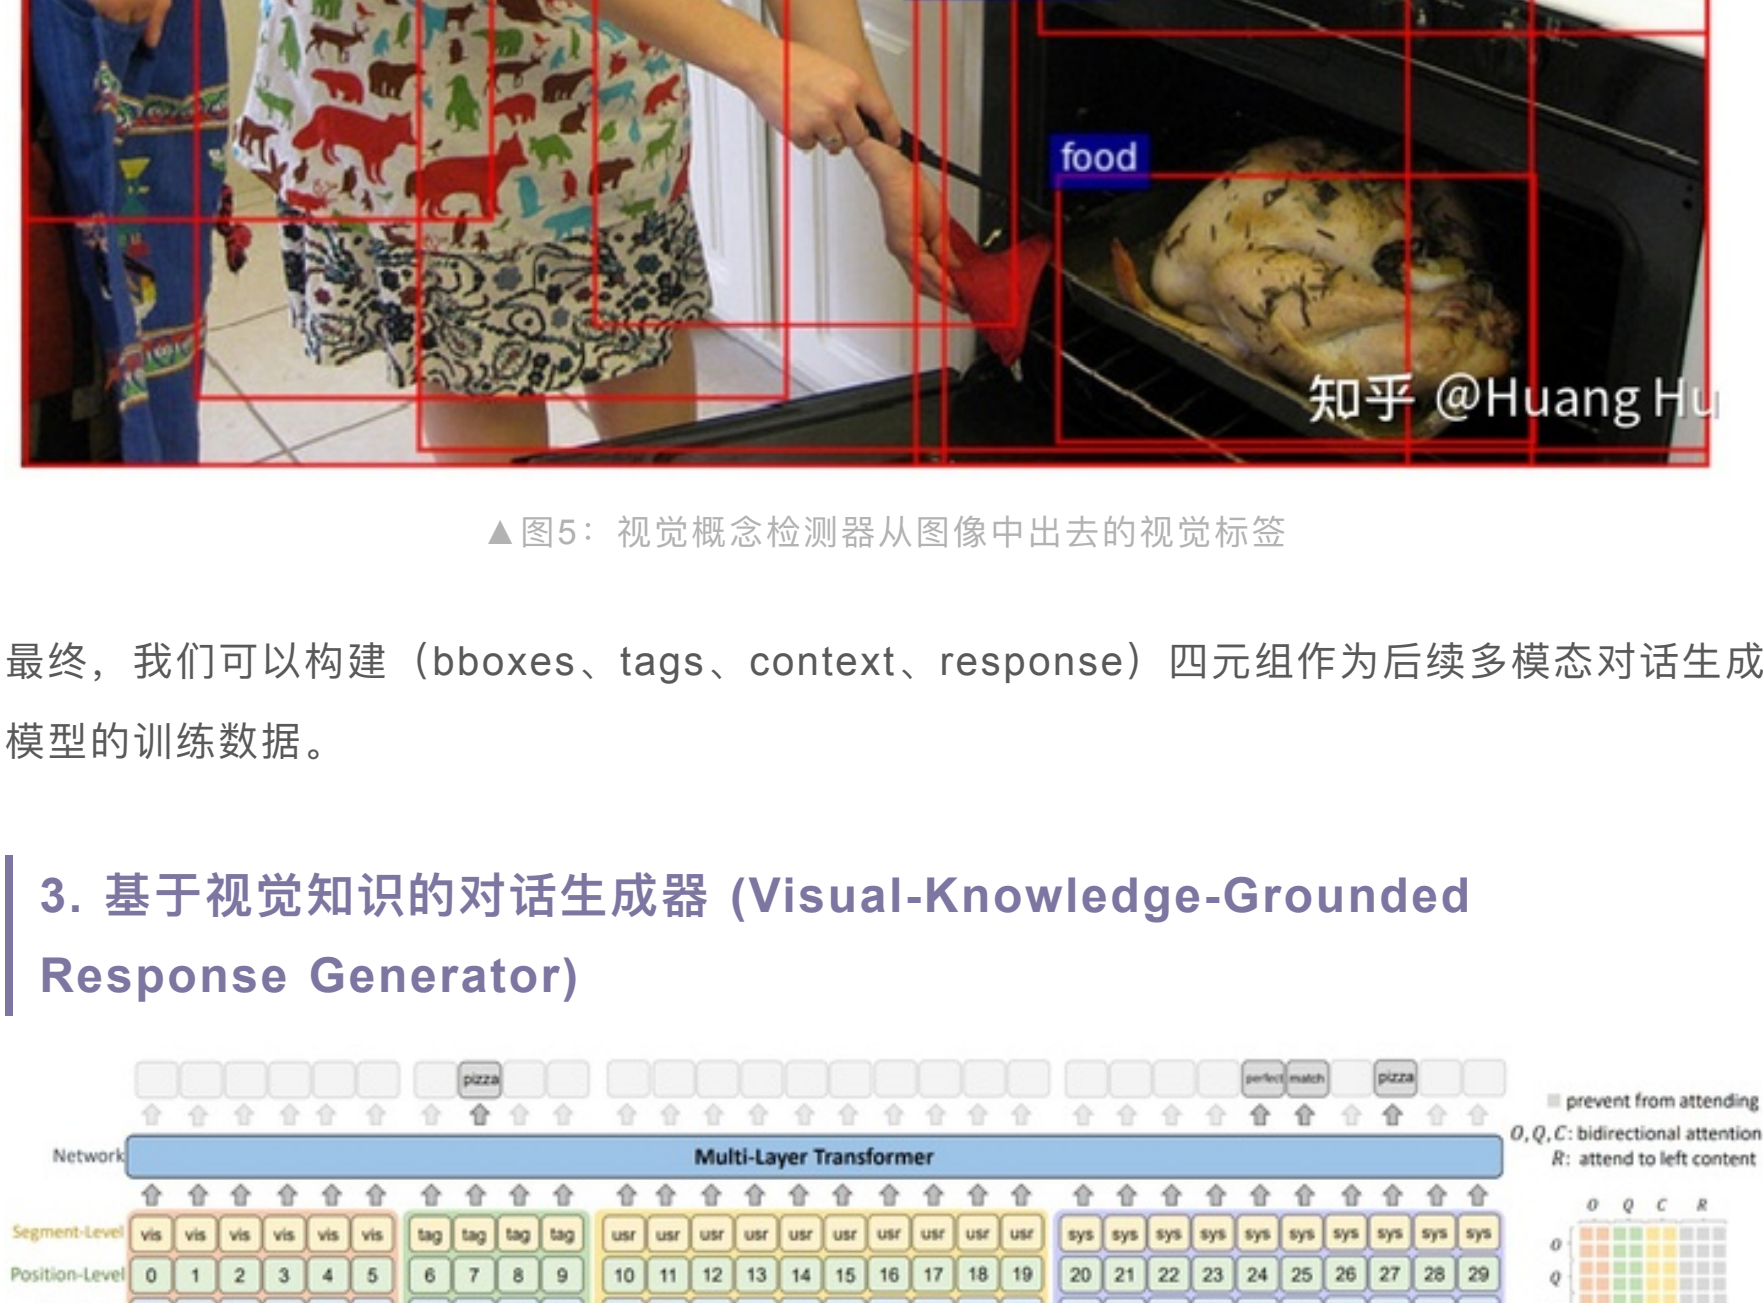 food
知乎 @Huang Hu
▲图5：视觉概念检测器从图像中出去的视觉标签
最终，我们可以构建（bboxes、tags、context、response）四元组作为后续多模态对话生成
模型的训练数据。
3. 基于视觉知识的对话生成器 (Visual-Knowledge-Grounded
Response Generator)
pizza perfect match pizza
prevent from attending
O, Q, C: bidirectional attention
R: attend to left content
Network Multi-Layer Transformer
O Q C R
Segment-Level vis vis vis vis vis vis tag tag tag tag usr usr usr usr usr usr usr usr usr usr sys sys sys sys sys sys sys sys sys sys
O
Position-Level 0 1 2 3 4 5 6 7 8 9 10 11 12 13 14 15 16 17 18 19 20 21 22 23 24 25 26 27 28 29
Q